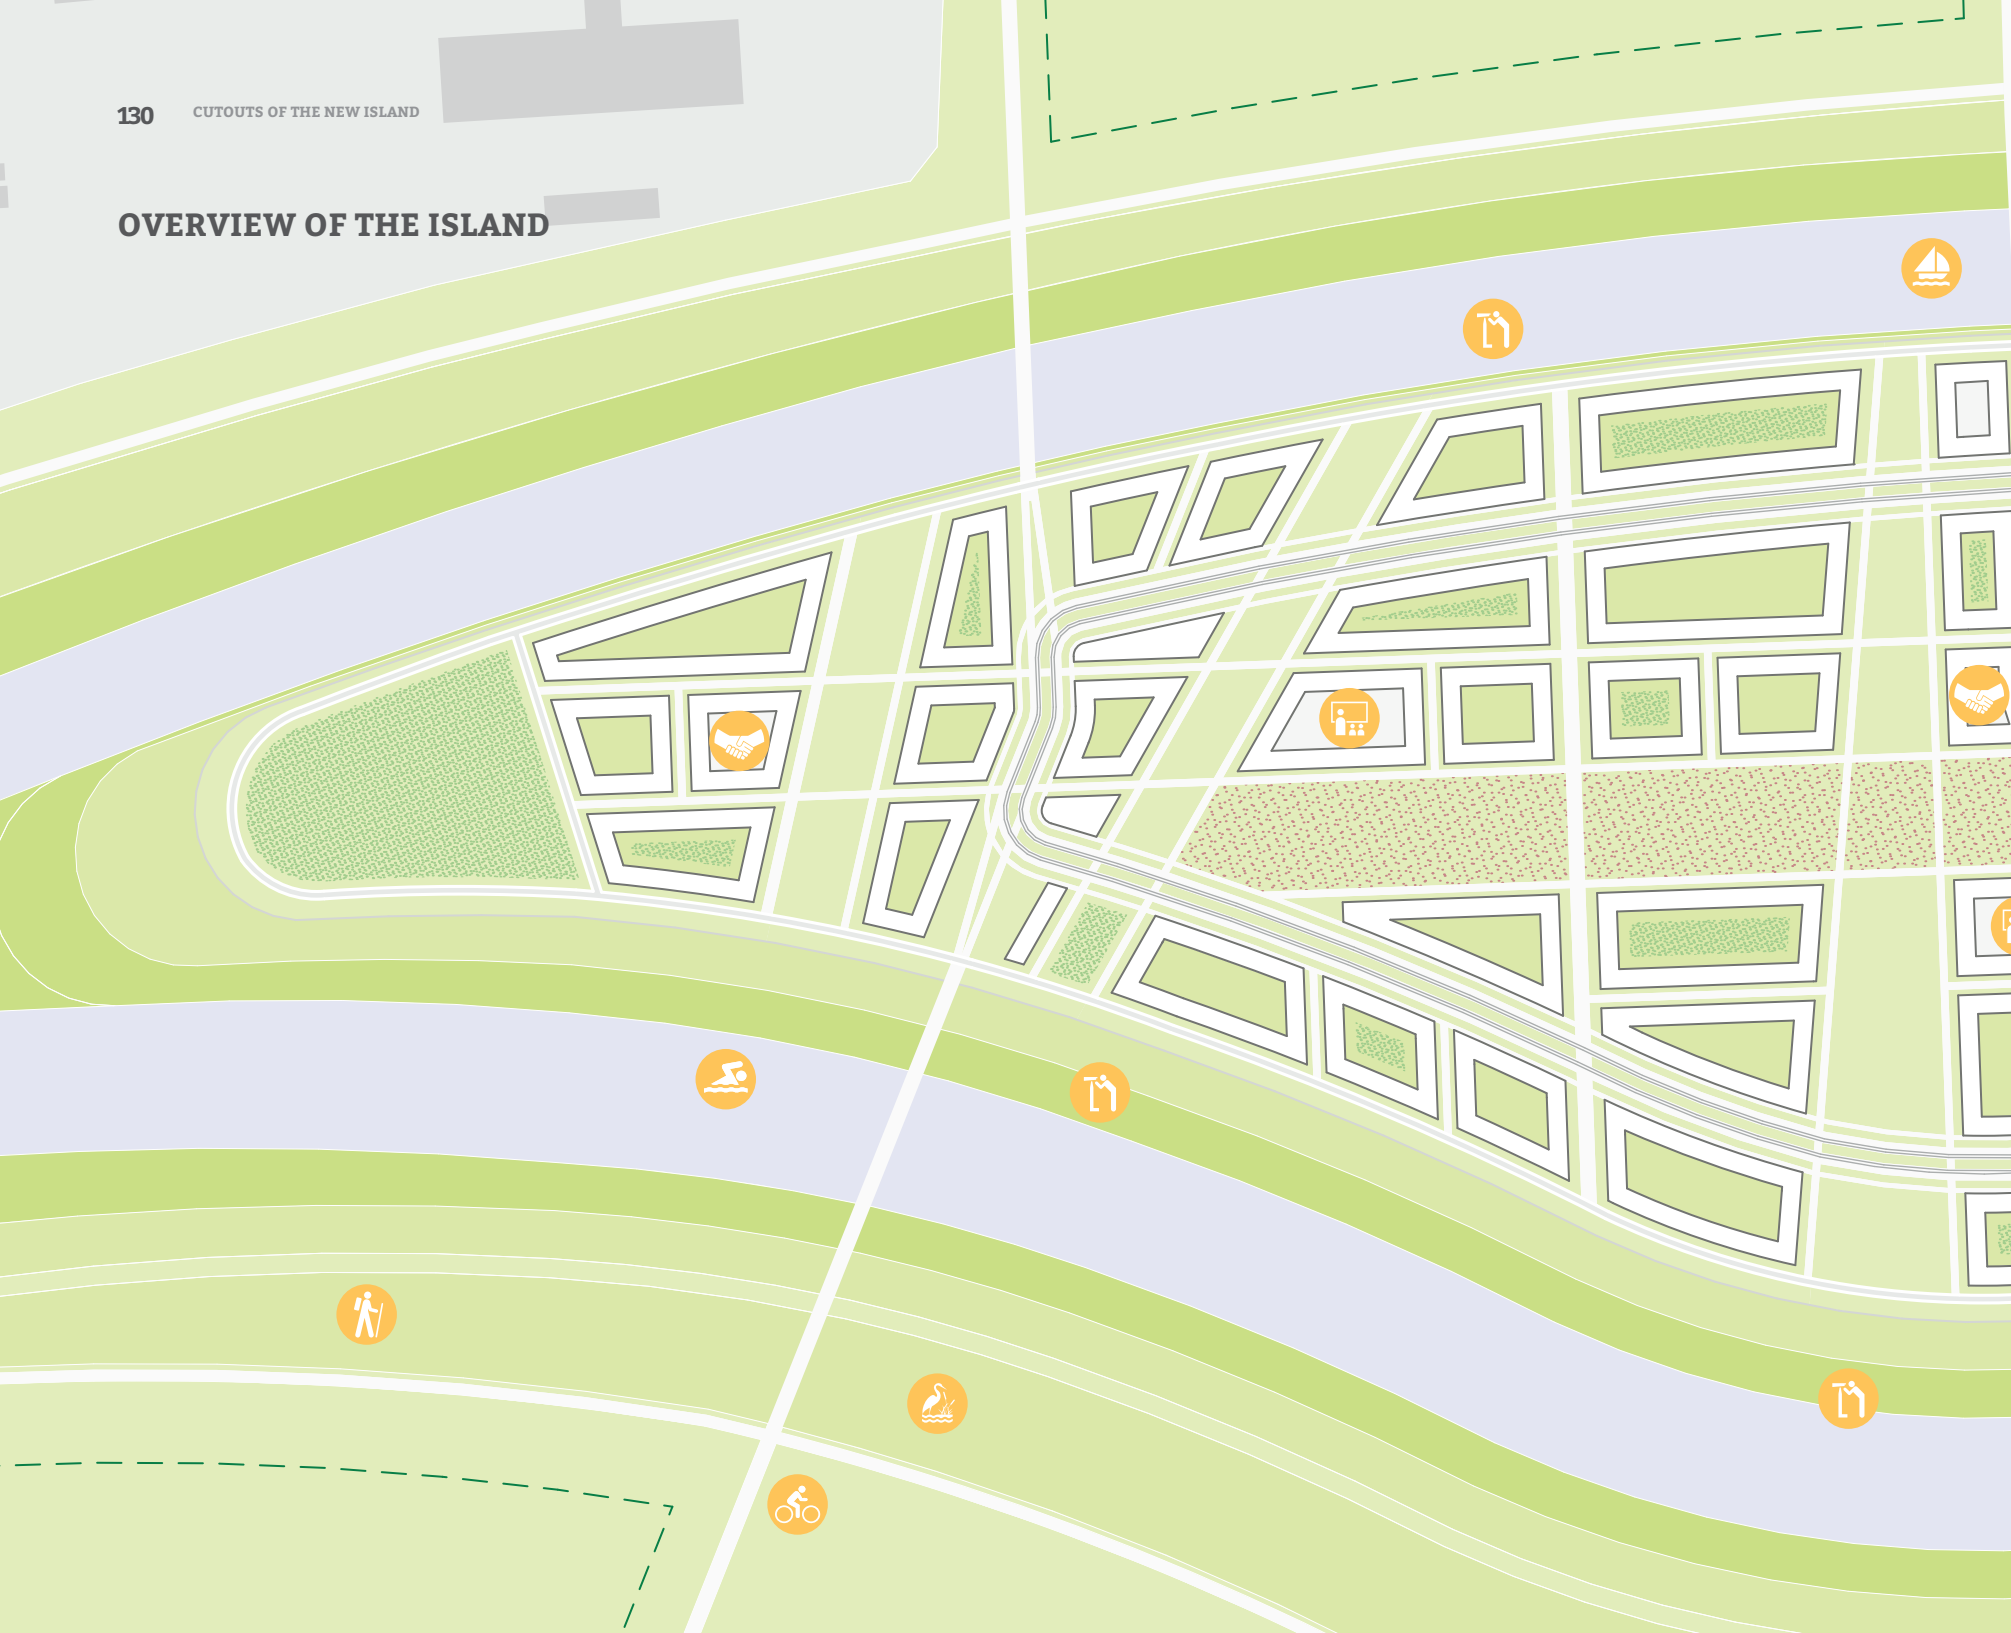 130 CUTOUTS OF THE NEW ISLAND
OVERVIEW OF THE ISLAND